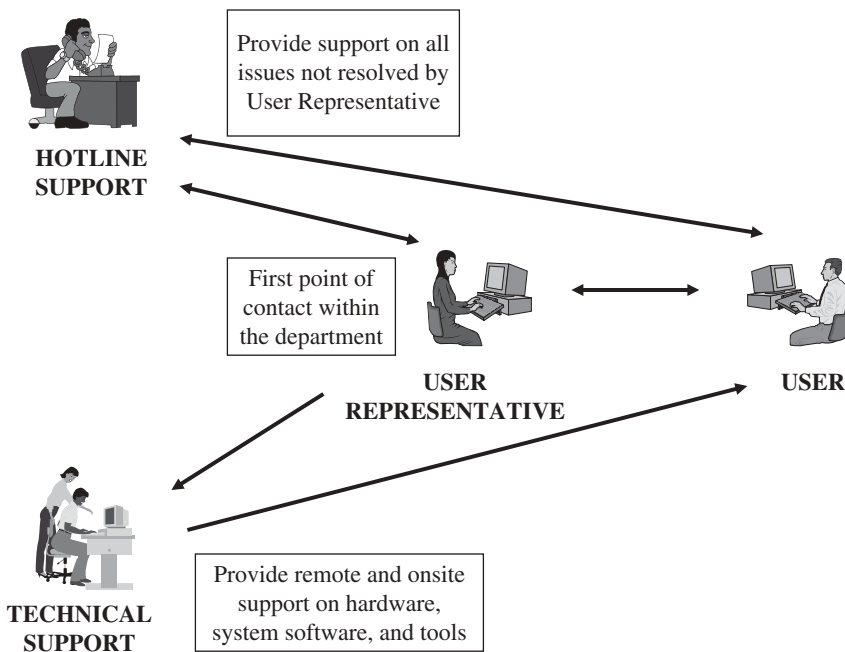 Provide support on all
issues not resolved by
User Representative
HOTLINE
SUPPORT
First point of
contact within
the department
USER
REPRESENTATIVE
USER
Provide remote and onsite
support on hardware,
system software, and tools
TECHNICAL
SUPPORT